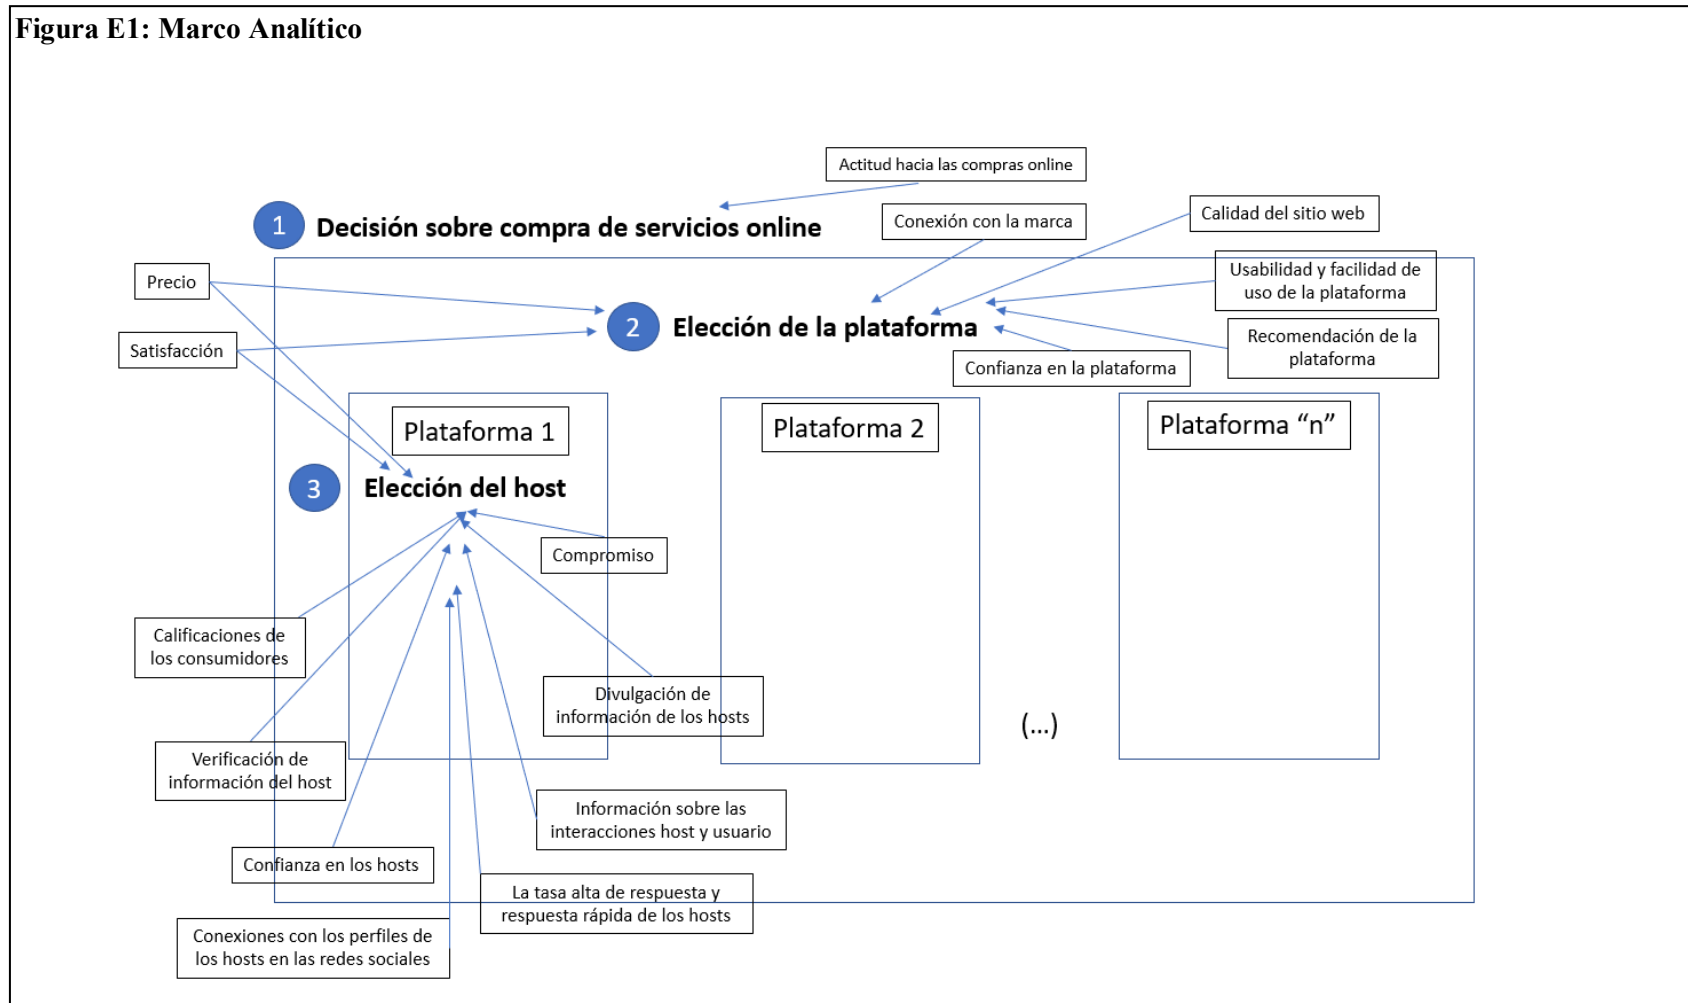 Figura E1: Marco Analítico
Actitud hacia las compras online
1
Decisión sobre compra de servicios online
Conexión con la marca
Calidad del sitio web
Precio
Usabilidad y facilidad de
uso de la plataforma
2
Elección de la plataforma
Satisfacción
Recomendación de la
plataforma
Confianza en la plataforma
Plataforma 1
Plataforma 2
Plataforma “n”
3
Elección del host
Compromiso
Calificaciones de
los consumidores
Divulgación de
información de los hosts
(...)
Verificación de
información del host
Información sobre las
interacciones host y usuario
Confianza en los hosts
La tasa alta de respuesta y
respuesta rápida de los hosts
Conexiones con los perfiles de
los hosts en las redes sociales